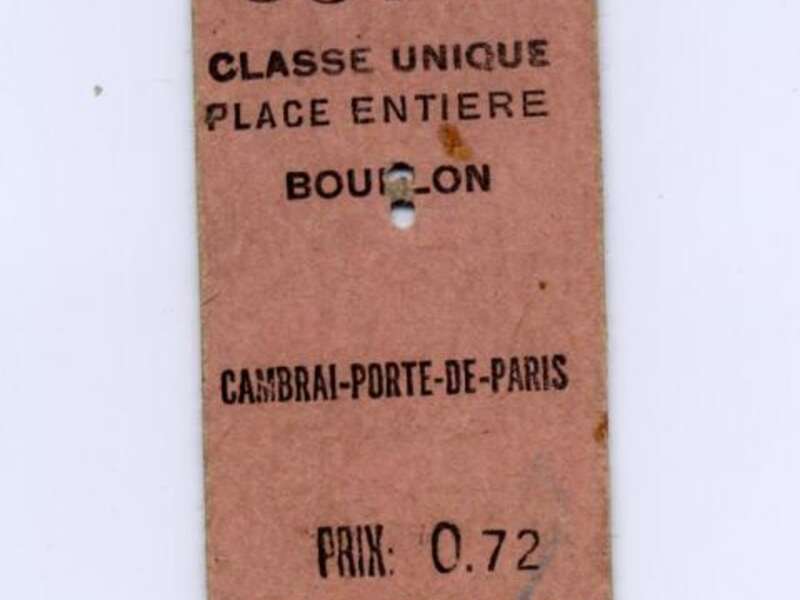 CLASSE UNIQUE
PLACE ENTIERE
CAMBRAI-PORTE-DE-PARIS
PRIX: 0.72